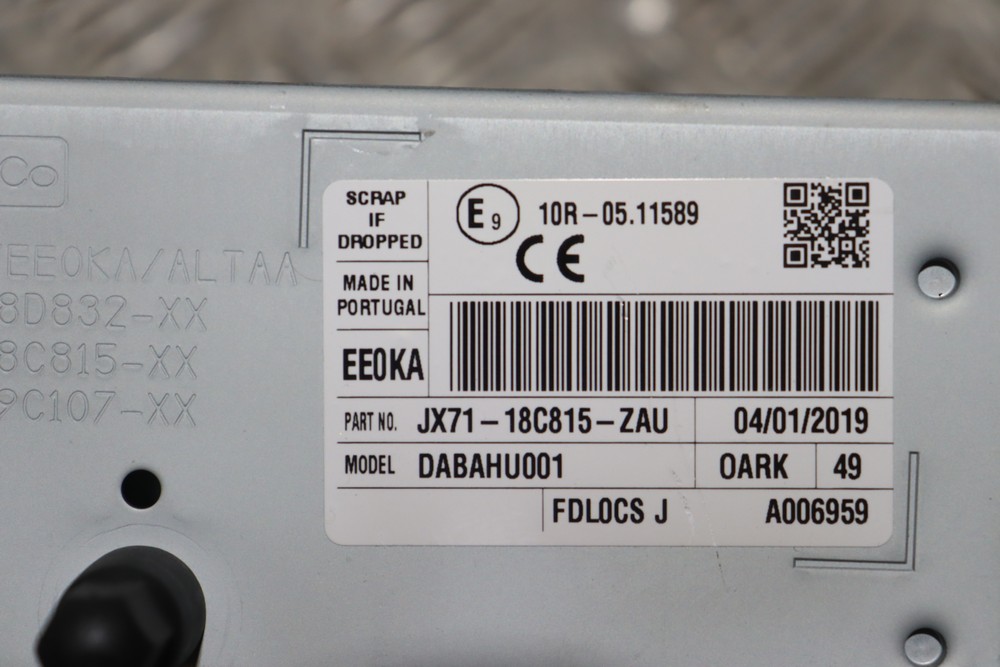 Co
EE0KA/ALTAA
8D832-XX
8C815-XX
9C107-XX
SCRAP
IF
DROPPED
MADE IN
PORTUGAL
EE0KA
E9 10R-05.11589
CE
PART NO. JX71-18C815-ZAU 04/01/2019
MODEL DABAHU001 OARK 49
FDLOCS J A006959